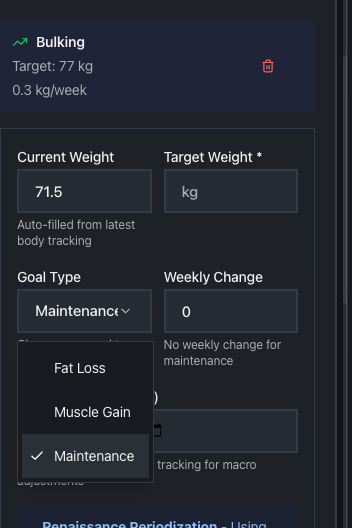 Bulking
Target: 77 kg
0.3 kg/week
Current Weight
Target Weight *
71.5
kg
Auto-filled from latest
body tracking
Goal Type
Weekly Change
Maintenance
0
No weekly change for
maintenance
Fat Loss
Muscle Gain
)
Maintenance
tracking for macro
adjustments
Renaissance Periodization - Using